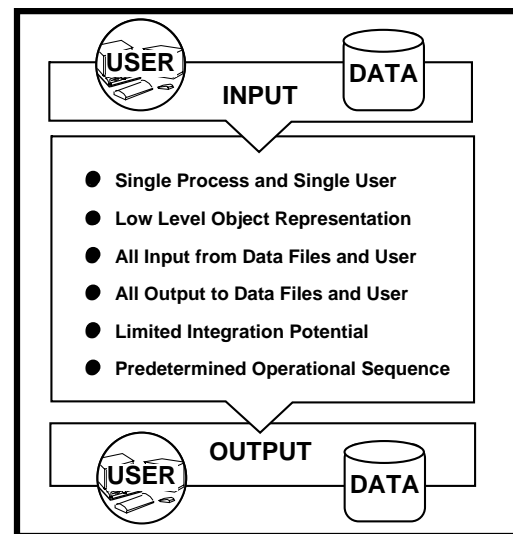 USER
DATA
INPUT
Single Process and Single User
Low Level Object Representation
All Input from Data Files and User
All Output to Data Files and User
Limited Integration Potential
Predetermined Operational Sequence
OUTPUT
USER
DATA